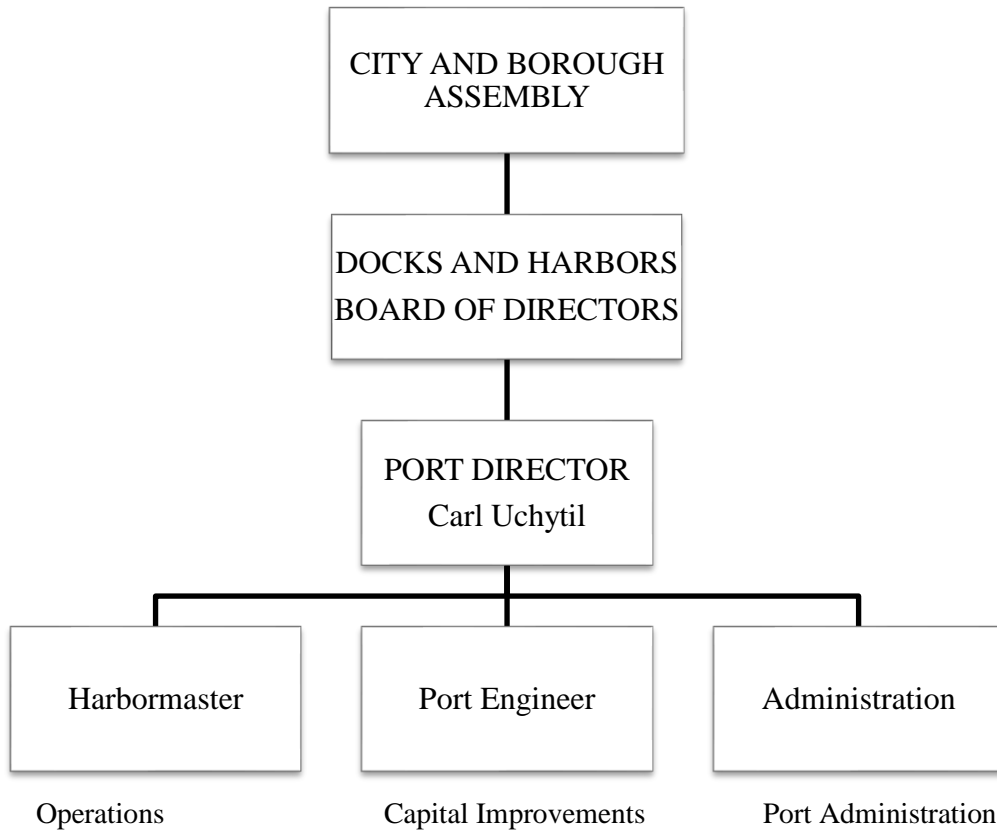 CITY AND BOROUGH
ASSEMBLY
DOCKS AND HARBORS
BOARD OF DIRECTORS
PORT DIRECTOR
Carl Uchytil
Harbormaster
Port Engineer
Administration
Operations
Capital Improvements
Port Administration